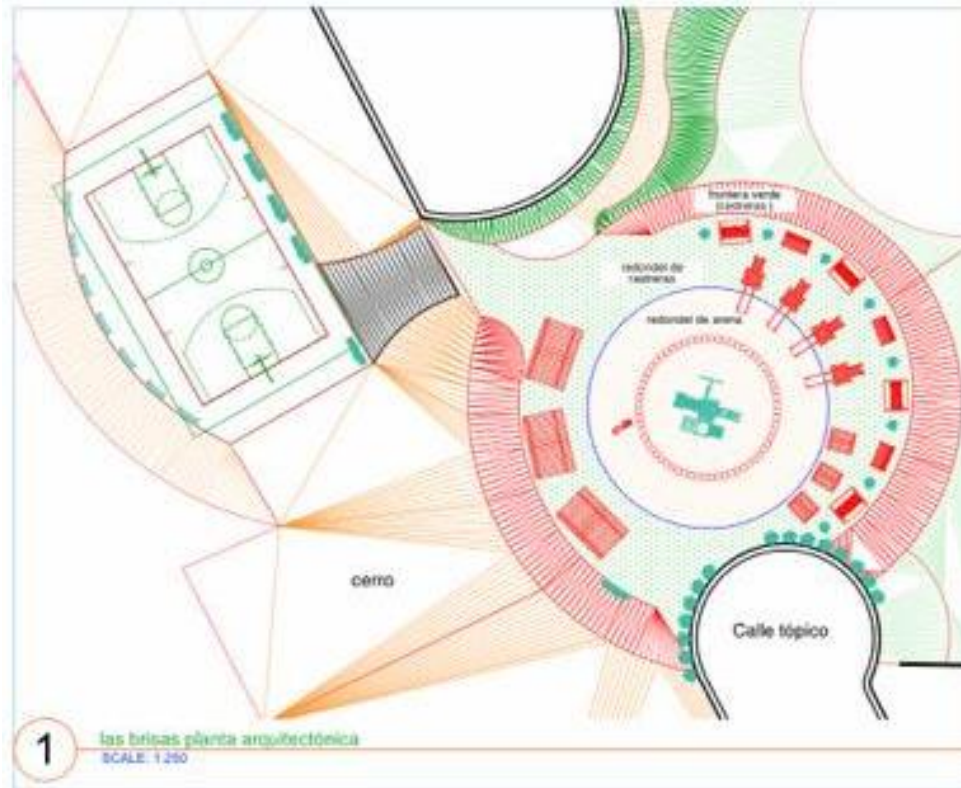 frontera verde
(rastreras )
redondel de
rastreras
redondel de arena
cerro
Calle tópico
1
las brisas planta arquitectónica
SCALE: 1 250